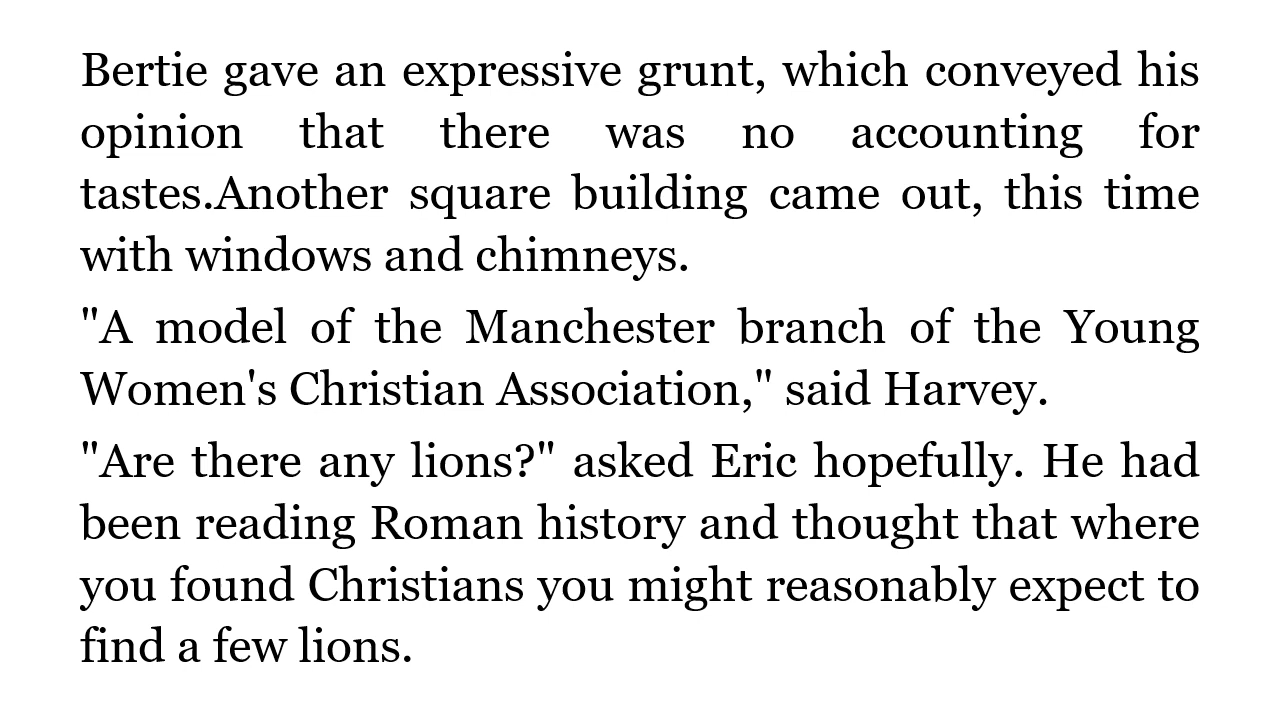 Bertie gave an expressive grunt, which conveyed his
opinion that there was no accounting for
tastes.Another square building came out, this time
with windows and chimneys.
"A model of the Manchester branch of the Young
Women's Christian Association," said Harvey.
"Are there any lions?" asked Eric hopefully. He had
been reading Roman history and thought that where
you found Christians you might reasonably expect to
find a few lions.